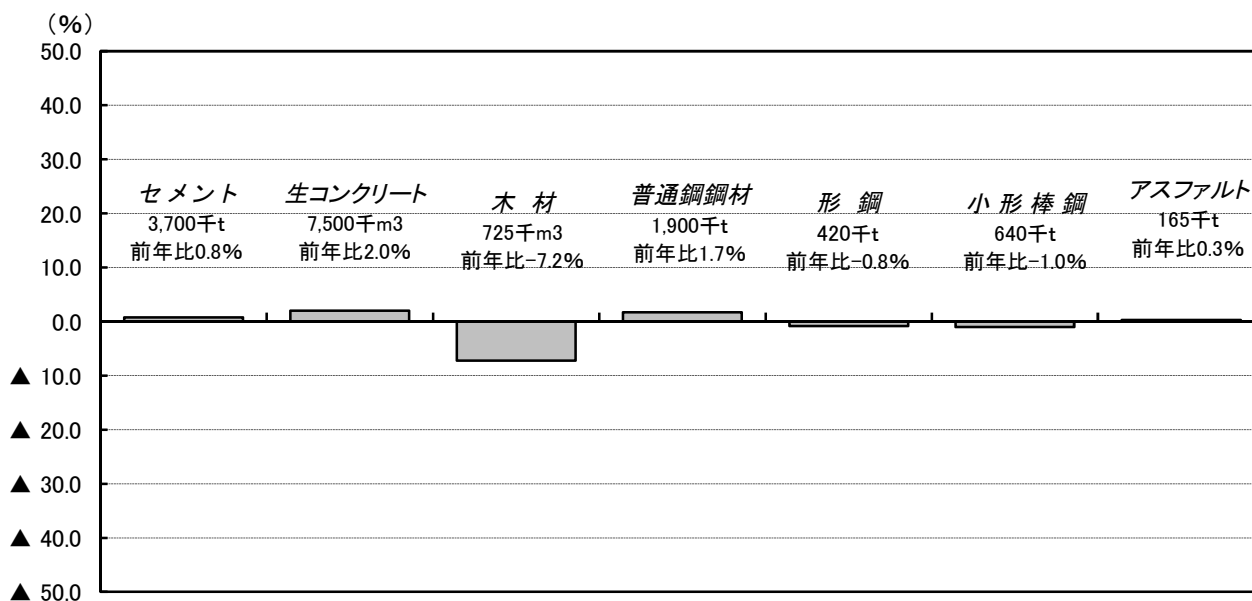 （%）
50.0
40.0
30.0
20.0
10.0
0.0
▲ 10.0
▲ 20.0
▲ 30.0
▲ 40.0
▲ 50.0
セメント
3,700千t
前年比0.8%
生コンクリート
7,500千m3
前年比2.0%
木 材
725千m3
前年比-7.2%
普通鋼鋼材
1,900千t
前年比1.7%
形 鋼
420千t
前年比-0.8%
小 形 棒 鋼
640千t
前年比-1.0%
アスファルト
165千t
前年比0.3%